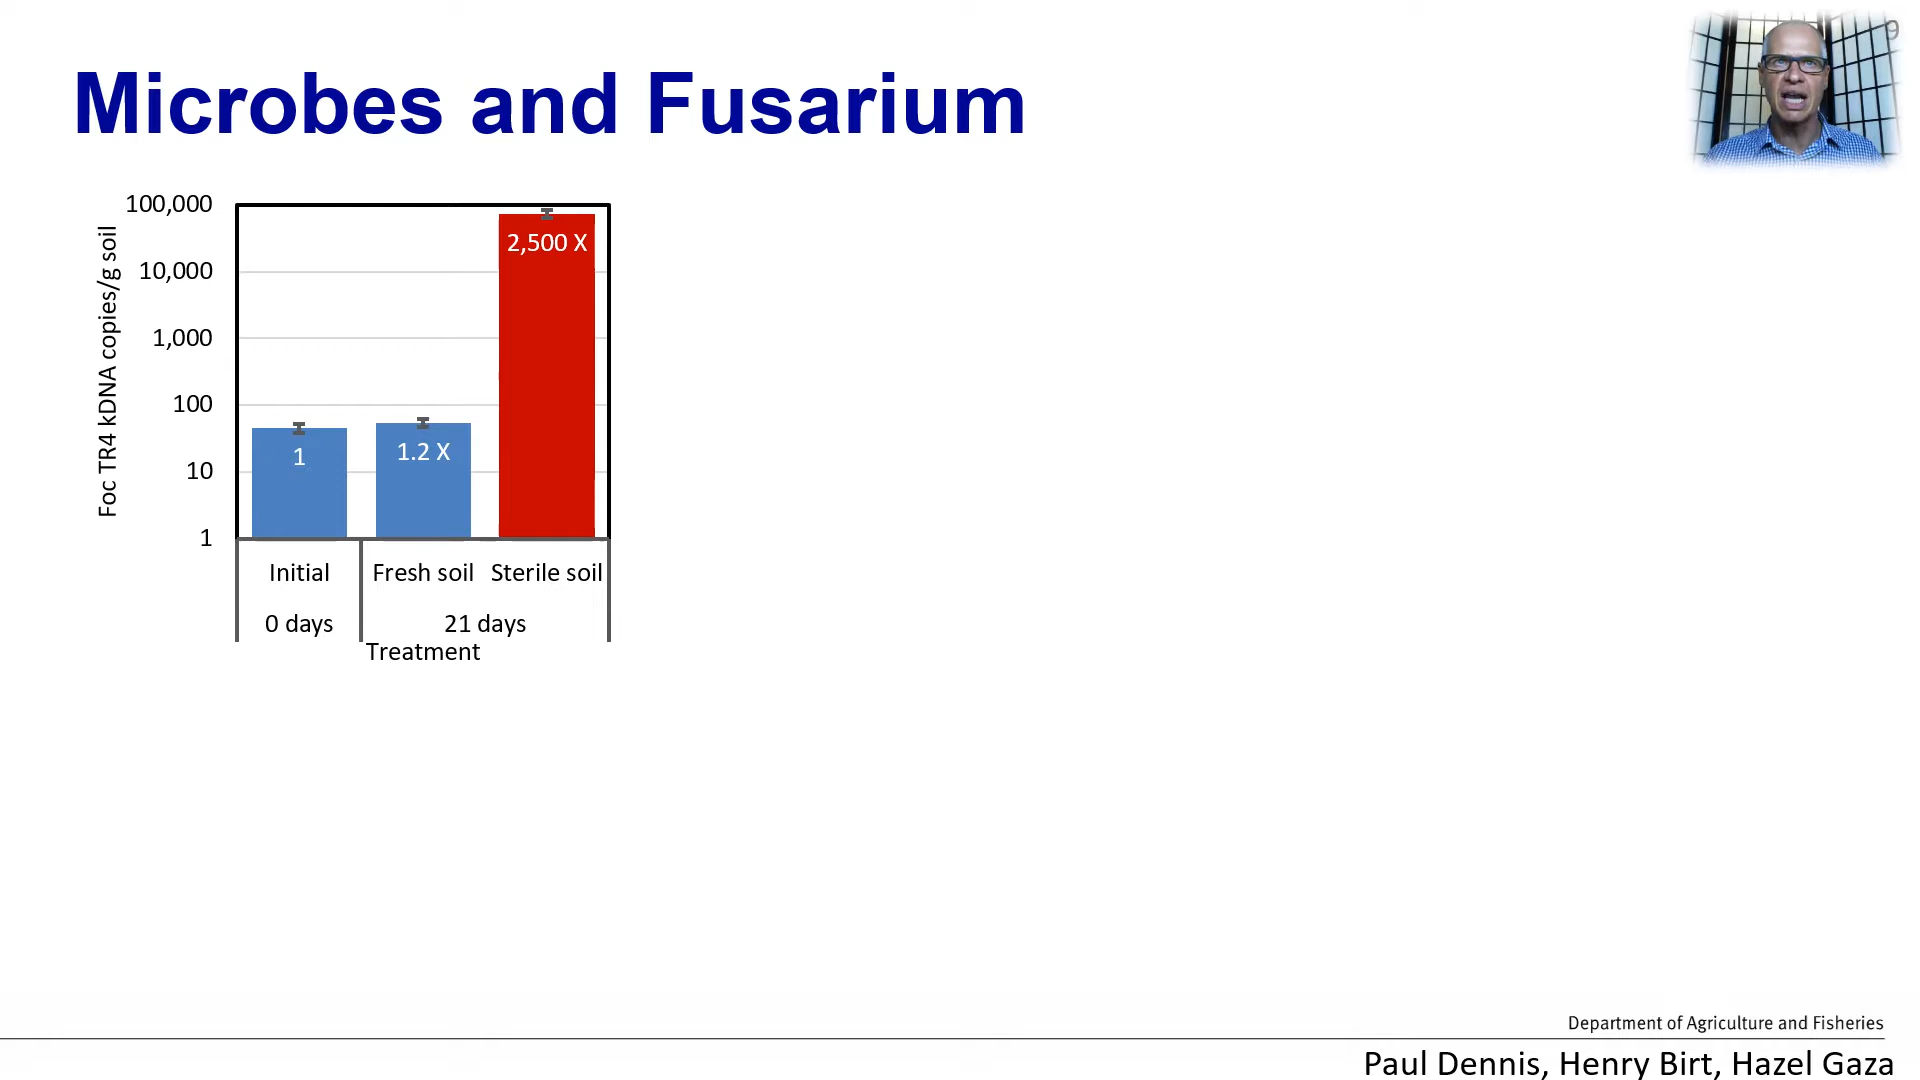 9
Microbes and Fusarium
Foc TR4 kDNA copies/g soil
100,000
10,000
1,000
100
10
1
1
1.2 X
2,500 X
Initial
Fresh soil
Sterile soil
0 days
21 days
Treatment
Department of Agriculture and Fisheries
Paul Dennis, Henry Birt, Hazel Gaza